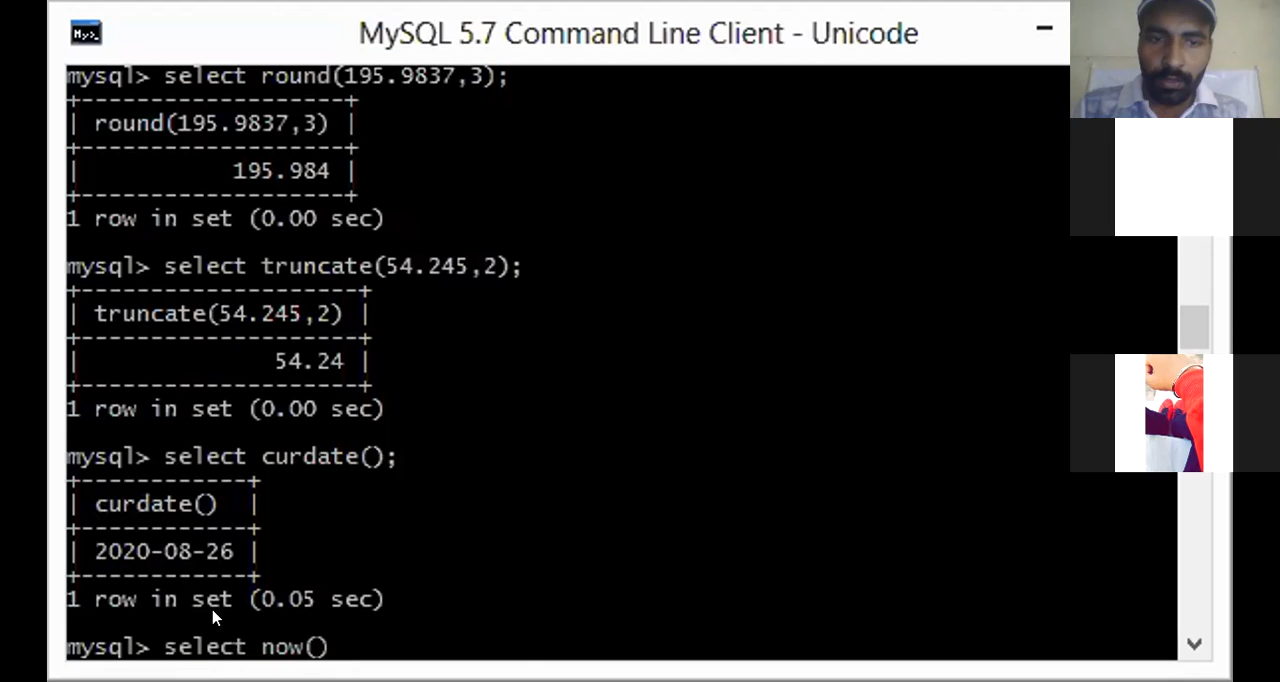 MySQL 5.7 Command Line Client - Unicode
mysql> select round(195.9837,3);
+-------------------+
| round(195.9837,3) |
+-------------------+
| 195.984 |
+-------------------+
1 row in set (0.00 sec)
mysql> select truncate(54.245,2);
+--------------------+
| truncate(54.245,2) |
+--------------------+
| 54.24 |
+--------------------+
1 row in set (0.00 sec)
mysql> select curdate();
+------------+
| curdate() |
+------------+
| 2020-08-26 |
+------------+
1 row in set (0.05 sec)
mysql> select now()